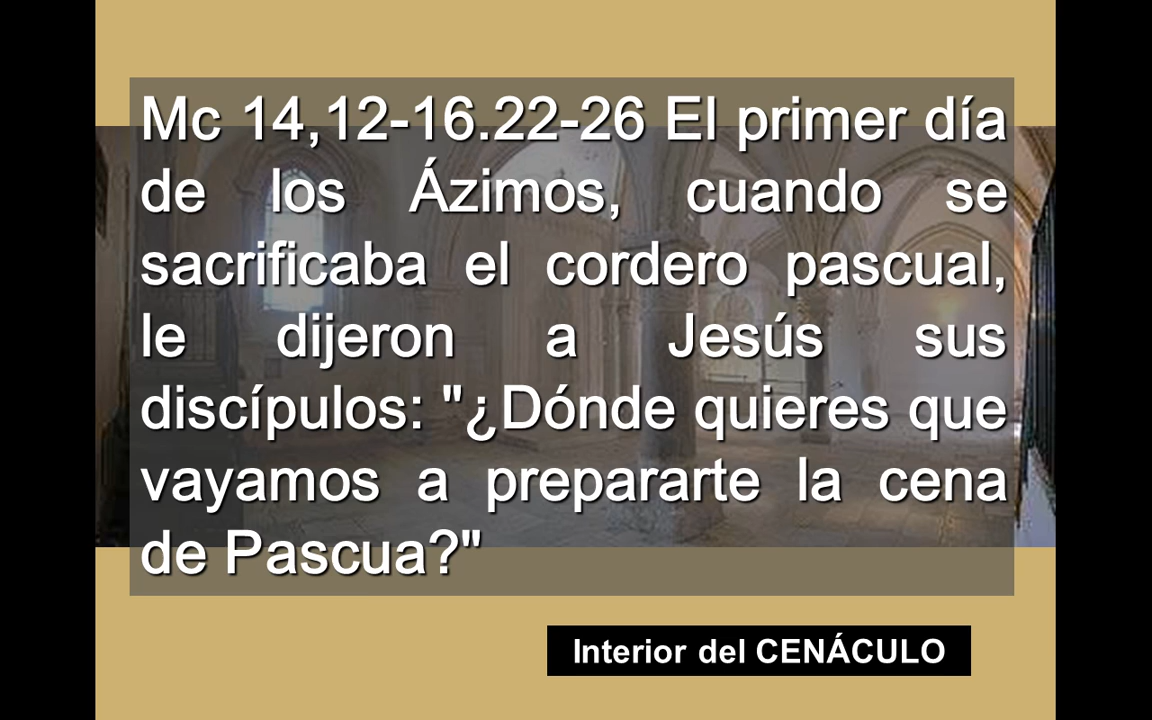 Mc 14,12-16.22-26 El primer día
de los Ázimos, cuando se
sacrificaba el cordero pascual,
le dijeron a Jesús sus
discípulos: "¿Dónde quieres que
vayamos a prepararte la cena
de Pascua?"
Interior del CENÁCULO